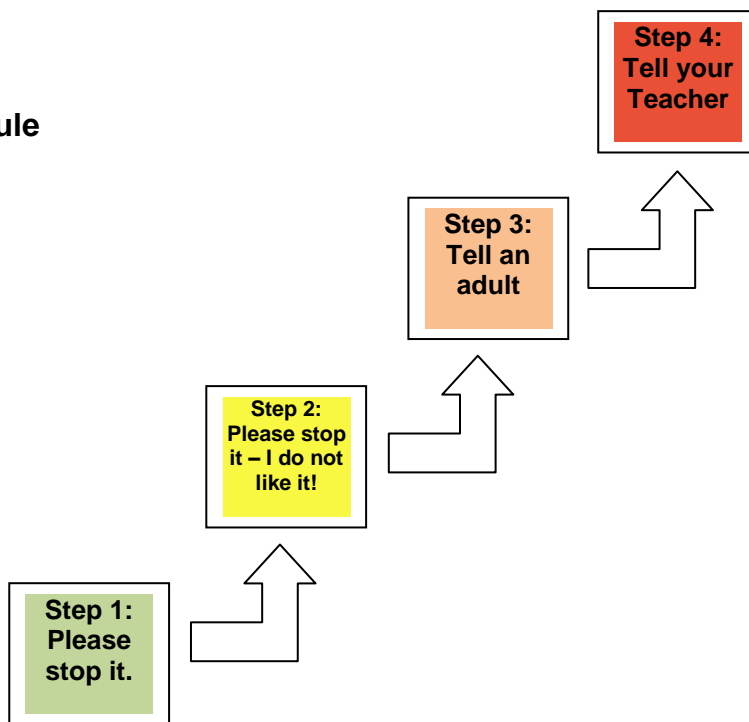 Step 4:
Tell your
Teacher
ule
Step 3:
Tell an
adult
Step 2:
Please stop
it – I do not
like it!
Step 1:
Please
stop it.